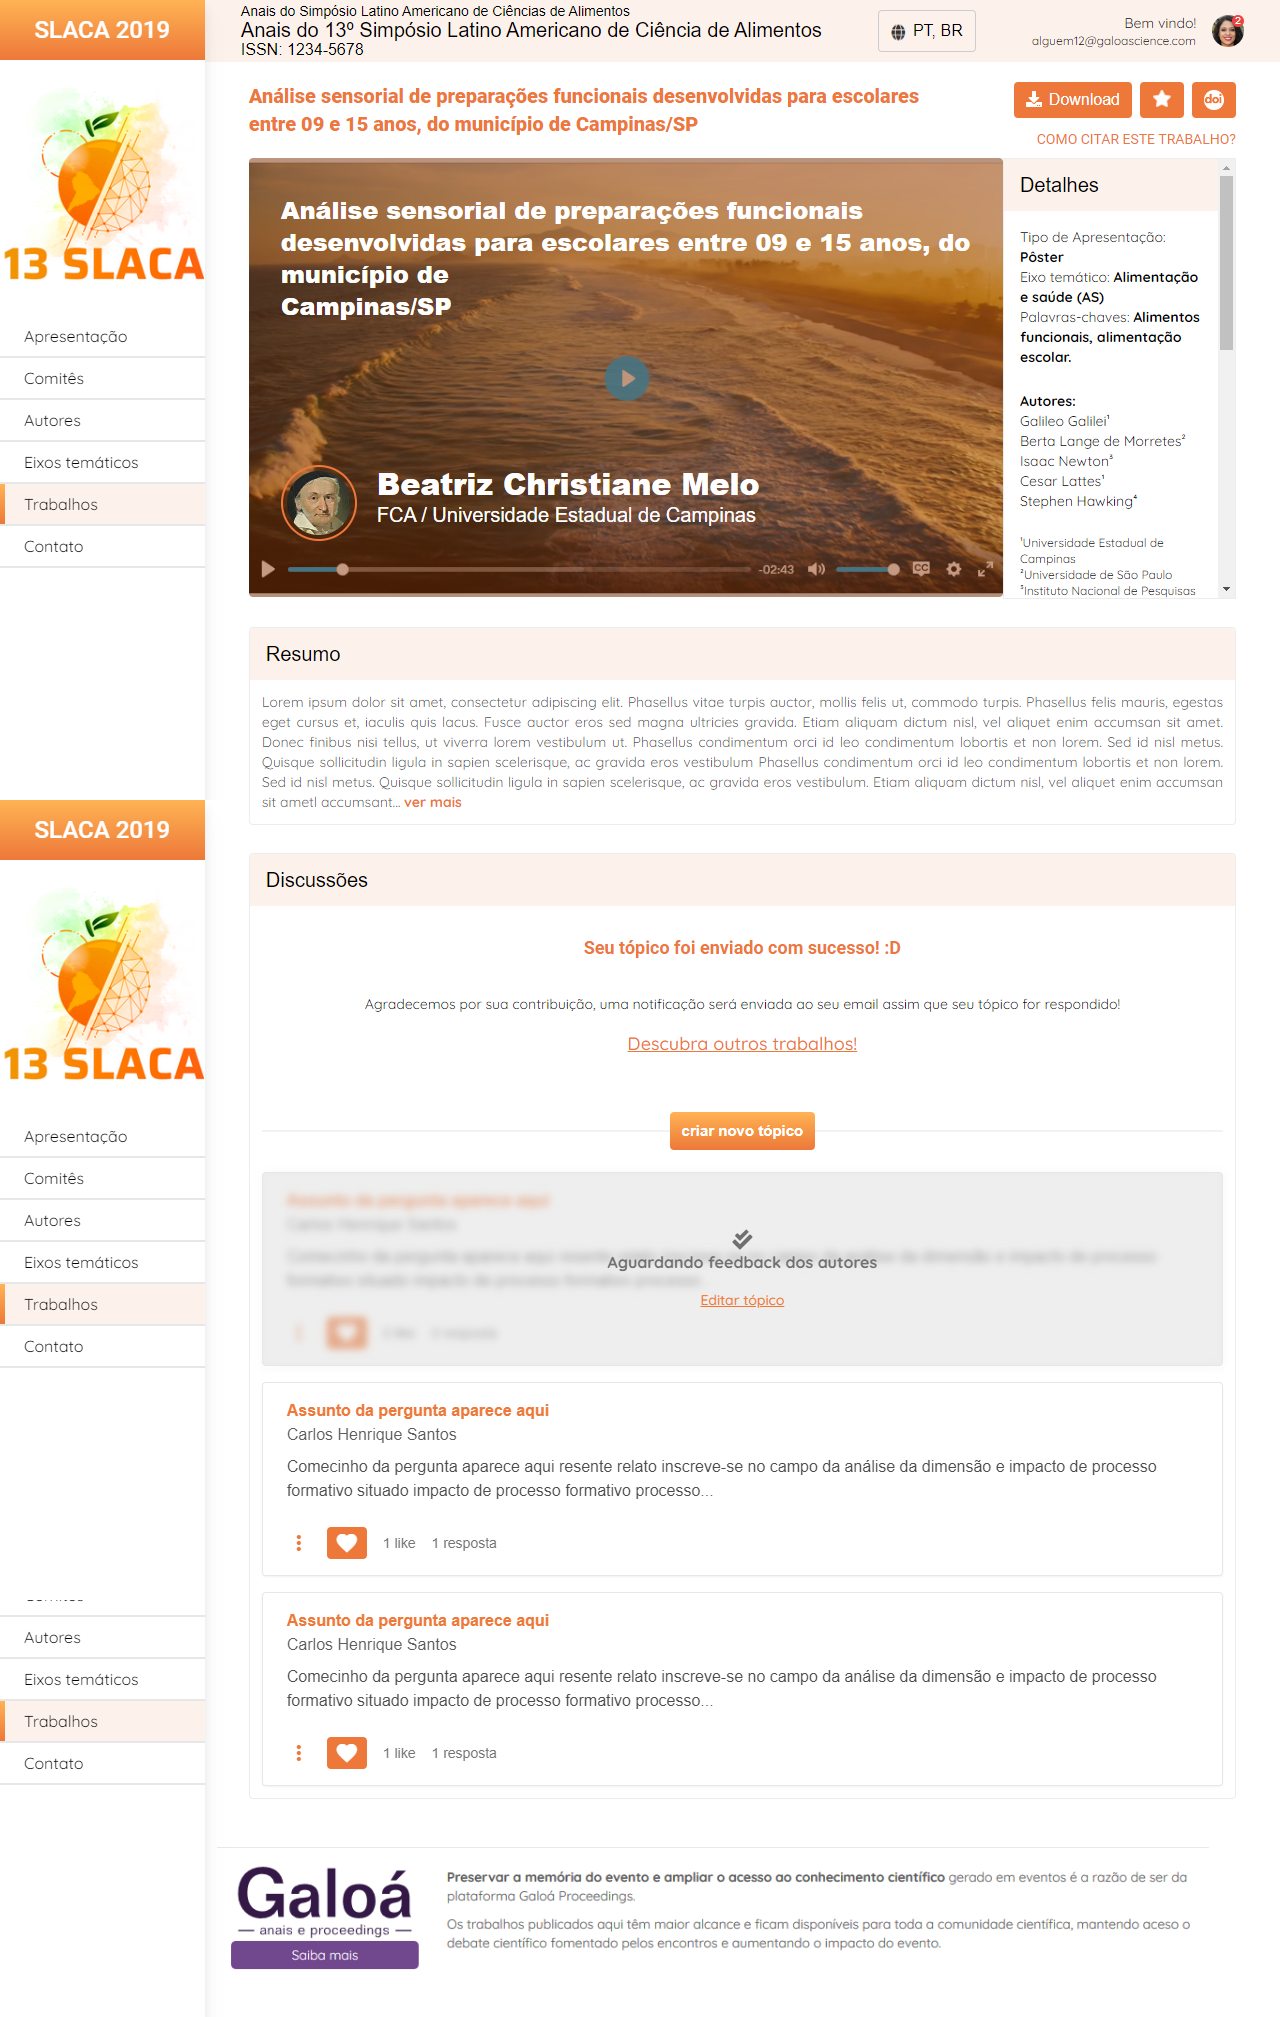 SLACA 2019
Anais do Simpósio Latino Americano de Ciências de Alimentos
Anais do 13º Simpósio Latino Americano de Ciência de Alimentos
ISSN: 1234-5678
PT, BR
Bem vindo!
alguem12@galoascience.com
2
13 SLACA
Apresentação
Comitês
Autores
Eixos temáticos
Trabalhos
Contato
Análise sensorial de preparações funcionais desenvolvidas para escolares
entre 09 e 15 anos, do município de Campinas/SP
Download
doi
COMO CITAR ESTE TRABALHO?
Análise sensorial de preparações funcionais
desenvolvidas para escolares entre 09 e 15 anos, do
município de
Campinas/SP
Beatriz Christiane Melo
FCA / Universidade Estadual de Campinas
-02:43
CC
Detalhes
Tipo de Apresentação:
Pôster
Eixo temático: Alimentação
e saúde (AS)
Palavras-chaves: Alimentos
funcionais, alimentação
escolar.
Autores:
Galileo Galilei¹
Berta Lange de Morretes²
Isaac Newton³
Cesar Lattes¹
Stephen Hawking⁴
¹Universidade Estadual de
Campinas
²Universidade de São Paulo
³Instituto Nacional de Pesquisas
Resumo
Lorem ipsum dolor sit amet, consectetur adipiscing elit. Phasellus vitae turpis auctor, mollis felis ut, commodo turpis. Phasellus felis mauris, egestas
eget cursus et, iaculis quis lacus. Fusce auctor eros sed magna ultricies gravida. Etiam aliquam dictum nisl, vel aliquet enim accumsan sit amet.
Donec finibus nisi tellus, ut viverra lorem vestibulum ut. Phasellus condimentum orci id leo condimentum lobortis et non lorem. Sed id nisl metus.
Quisque sollicitudin ligula in sapien scelerisque, ac gravida eros vestibulum Phasellus condimentum orci id leo condimentum lobortis et non lorem.
Sed id nisl metus. Quisque sollicitudin ligula in sapien scelerisque, ac gravida eros vestibulum. Etiam aliquam dictum nisl, vel aliquet enim accumsan
sit ametl accumsant... ver mais
SLACA 2019
13 SLACA
Apresentação
Comitês
Autores
Eixos temáticos
Trabalhos
Contato
Discussões
Seu tópico foi enviado com sucesso! :D
Agradecemos por sua contribuição, uma notificação será enviada ao seu email assim que seu tópico for respondido!
Descubra outros trabalhos!
criar novo tópico
Assunto da pergunta aparece aqui
Carlos Henrique Santos
Aguardando feedback dos autores
Editar tópico
Assunto da pergunta aparece aqui
Carlos Henrique Santos
Comecinho da pergunta aparece aqui resente relato inscreve-se no campo da análise da dimensão e impacto de processo
formativo situado impacto de processo formativo processo...
1 like 1 resposta
Autores
Eixos temáticos
Trabalhos
Contato
Assunto da pergunta aparece aqui
Carlos Henrique Santos
Comecinho da pergunta aparece aqui resente relato inscreve-se no campo da análise da dimensão e impacto de processo
formativo situado impacto de processo formativo processo...
1 like 1 resposta
Galoá
anais e proceedings
Saiba mais
Preservar a memória do evento e ampliar o acesso ao conhecimento científico gerado em eventos é a razão de ser da
plataforma Galoá Proceedings.
Os trabalhos publicados aqui têm maior alcance e ficam disponíveis para toda a comunidade científica, mantendo aceso o
debate científico fomentado pelos encontros e aumentando o impacto do evento.